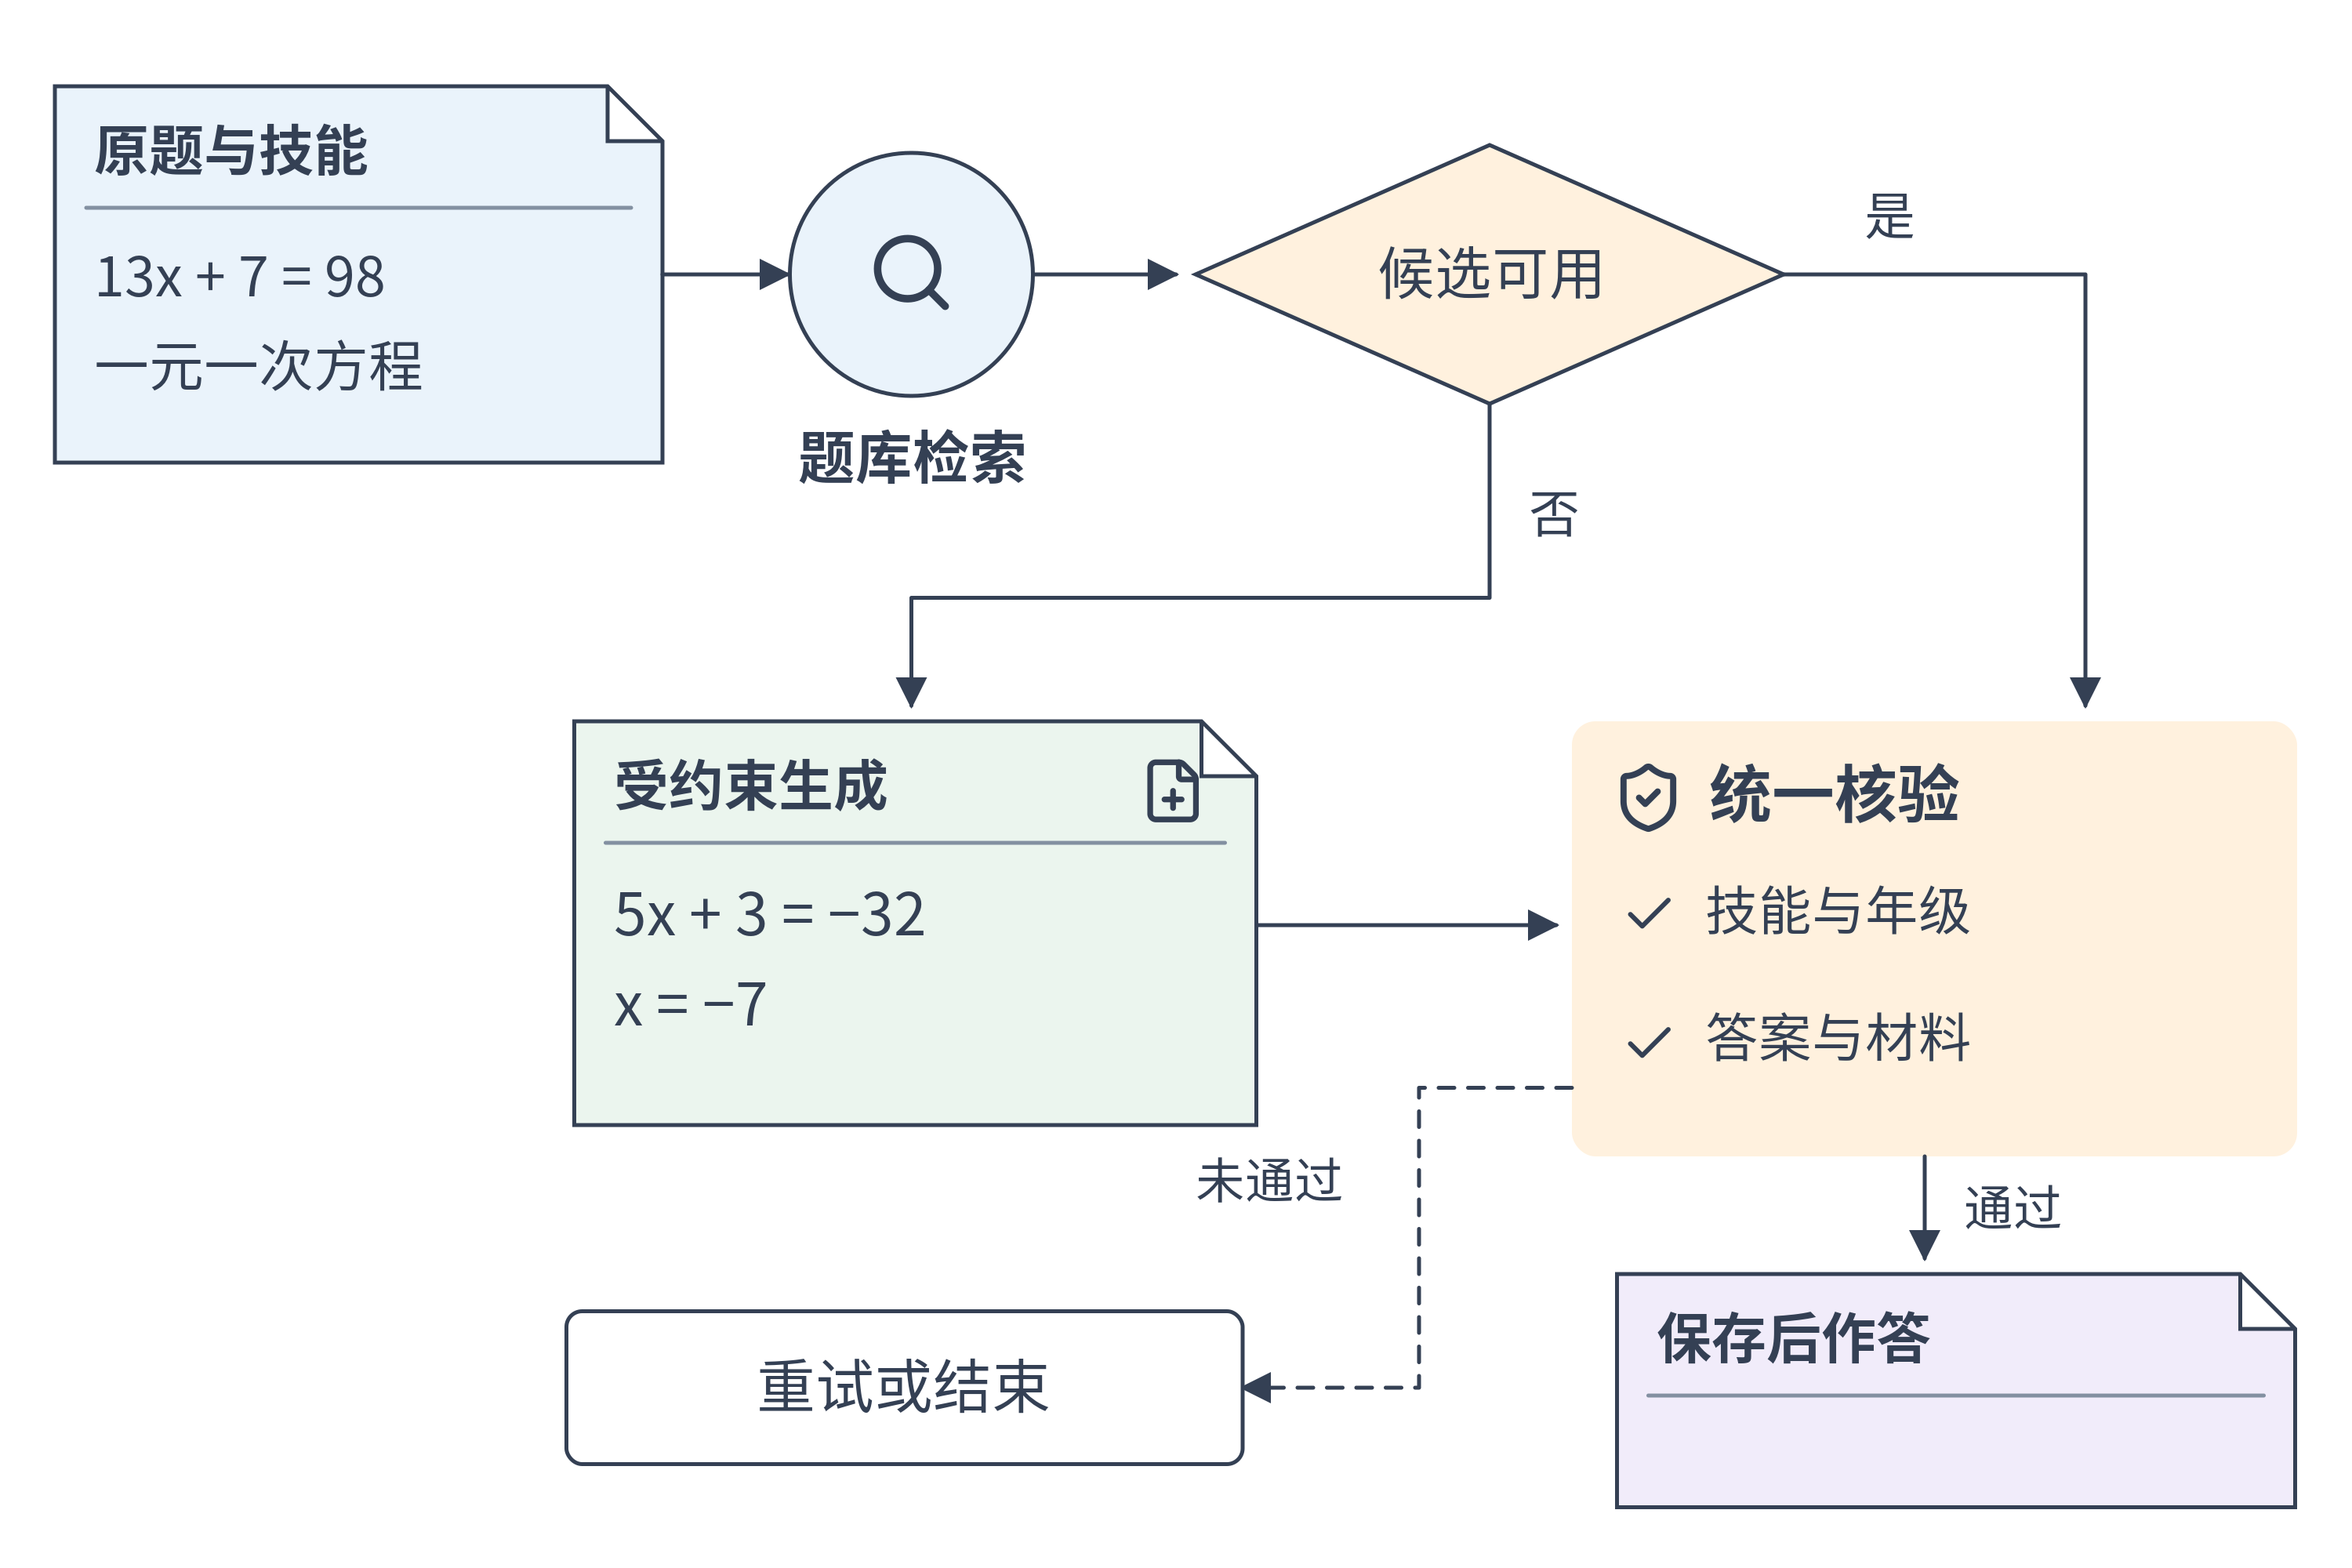 原题与技能
13x + 7 = 98
一元一次方程
题库检索
候选可用
是
否
受约束生成
5x + 3 = −32
x = −7
统一核验
技能与年级
答案与材料
未通过
通过
重试或结束
保存后作答